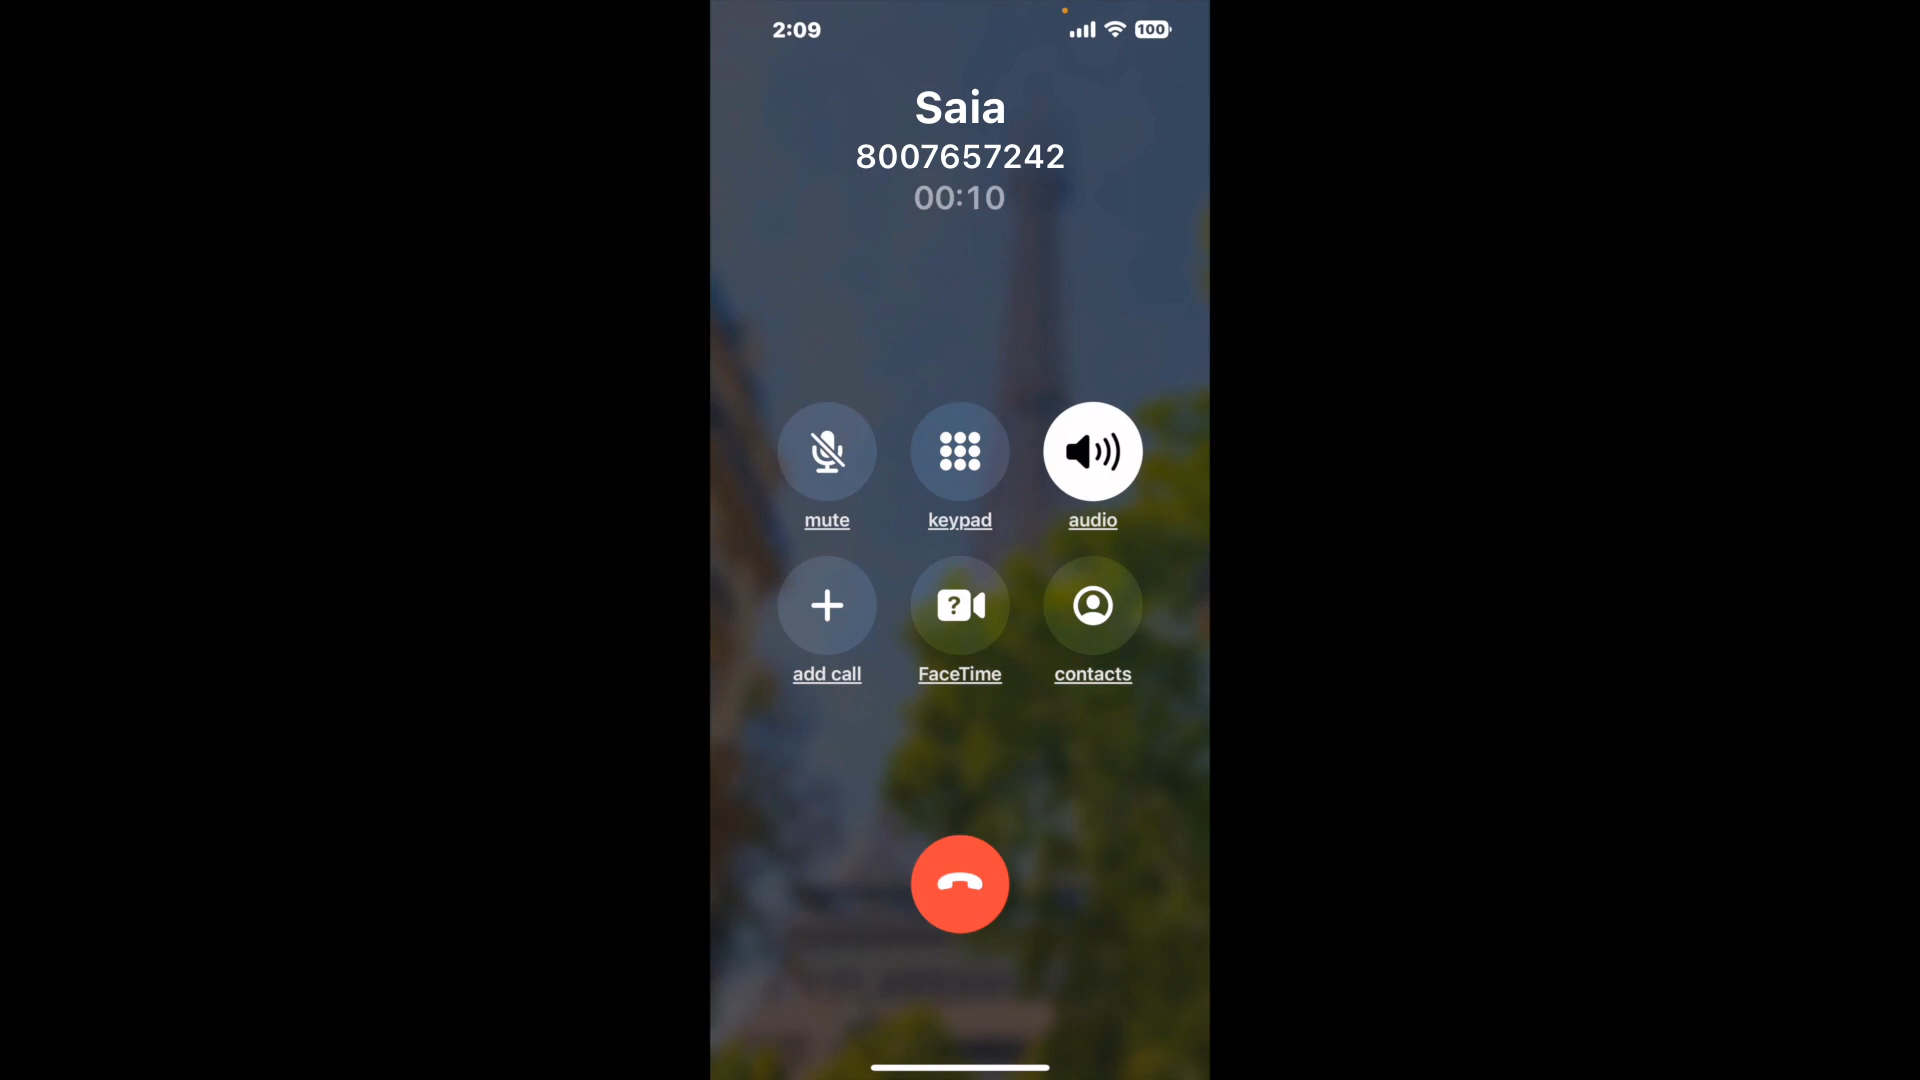 2:09
100
Saia
8007657242
00:10
mute
keypad
audio
?
add call
FaceTime
contacts